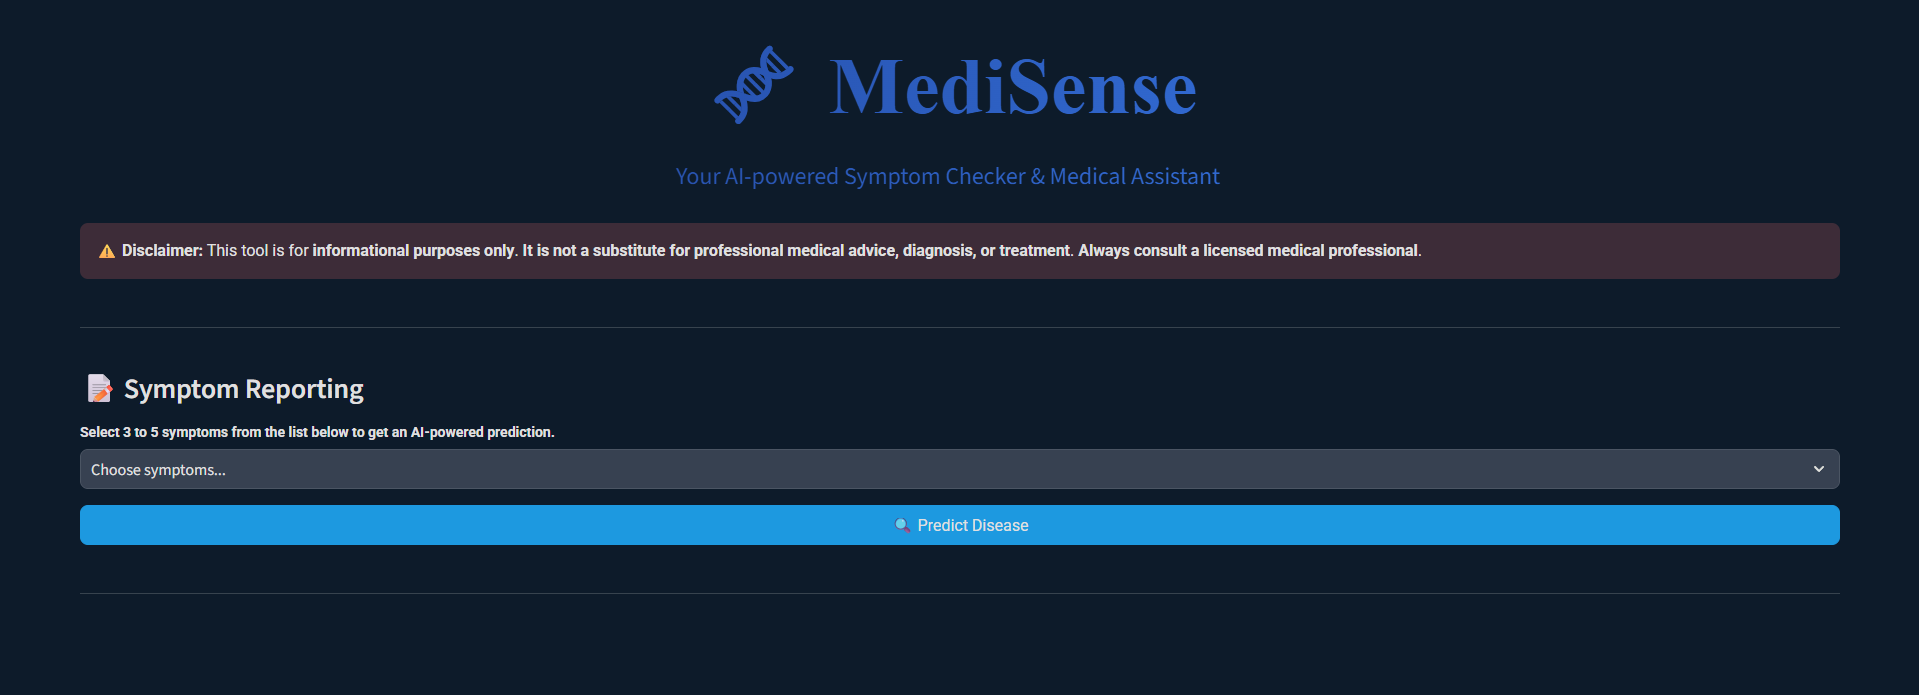 MediSense
Your AI-powered Symptom Checker & Medical Assistant
Disclaimer: This tool is for informational purposes only. It is not a substitute for professional medical advice, diagnosis, or treatment. Always consult a licensed medical professional.
Symptom Reporting
Select 3 to 5 symptoms from the list below to get an AI-powered prediction.
Choose symptoms...
Predict Disease